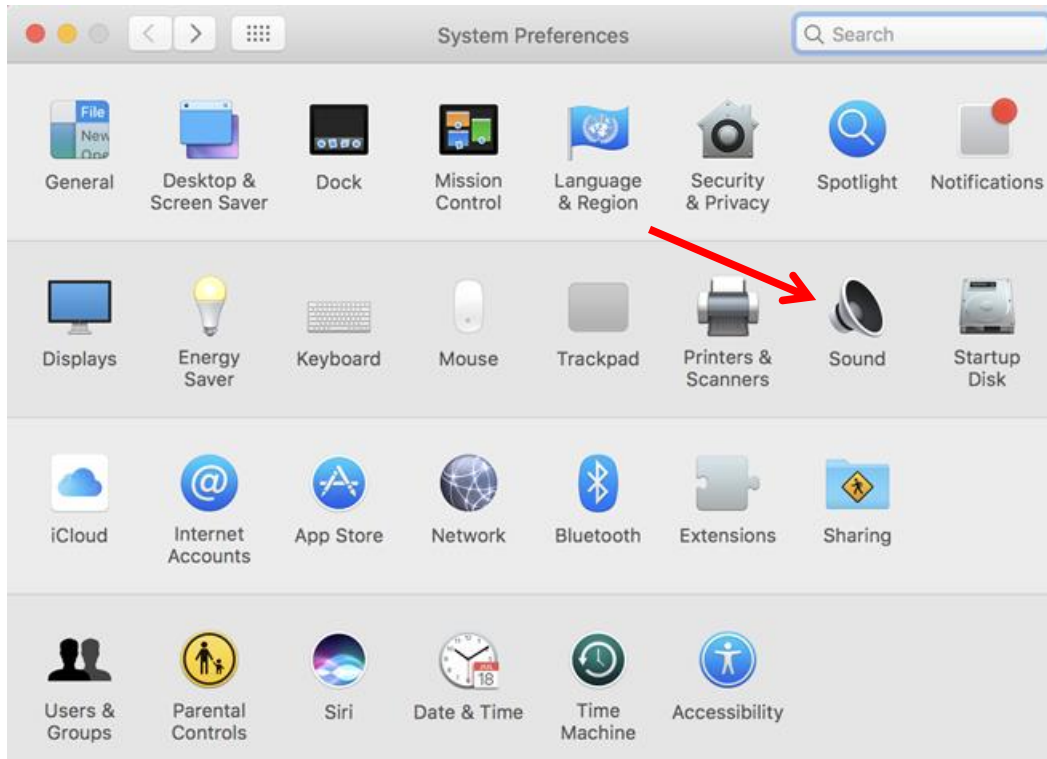 System Preferences
Search
File
New
One
General
Desktop &
Screen Saver
Dock
Mission
Control
Language
& Region
Security
& Privacy
Spotlight
Notifications
Displays
Energy
Saver
Keyboard
Mouse
Trackpad
Printers &
Scanners
Sound
Startup
Disk
iCloud
Internet
Accounts
App Store
Network
Bluetooth
Extensions
Sharing
JUL
18
Users &
Groups
Parental
Controls
Siri
Date & Time
Time
Machine
Accessibility